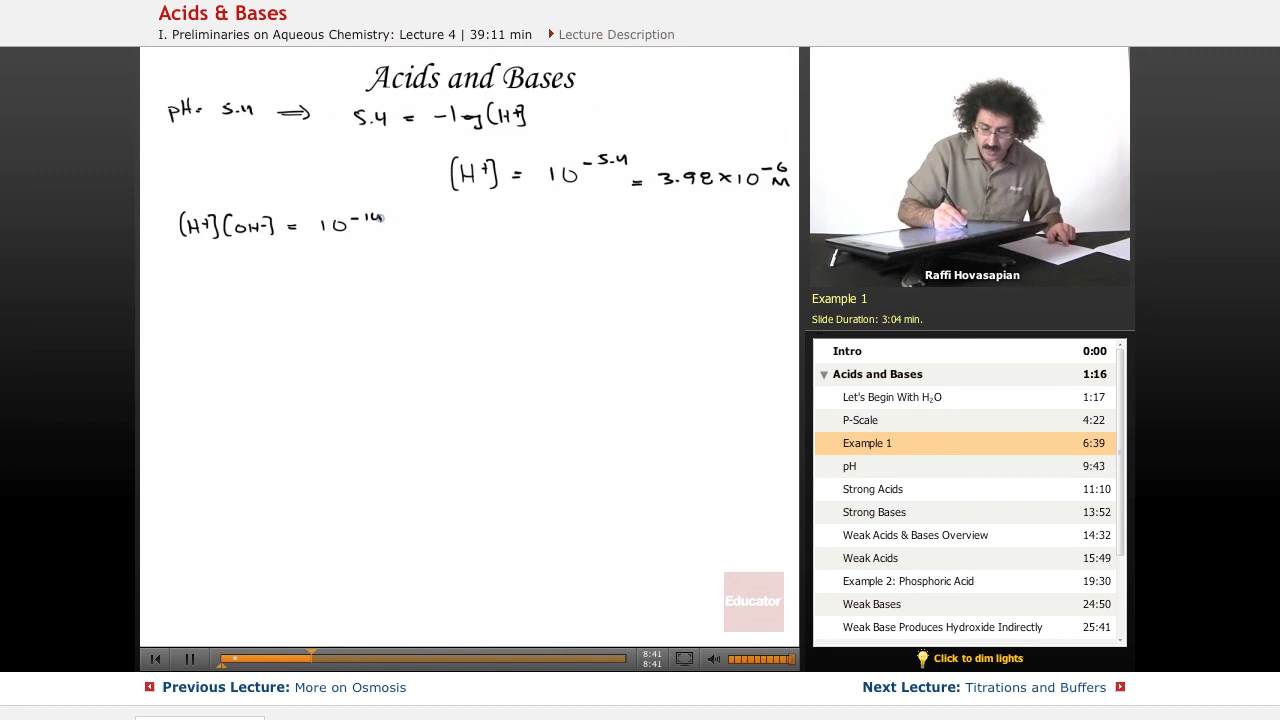 Acids & Bases
I. Preliminaries on Aqueous Chemistry: Lecture 4 | 39:11 min Lecture Description
Acids and Bases
pH = 5.4 ⟹ 5.4 = -log[H+]
[H+] = 10^-5.4 = 3.98×10^-6 M
[H+][OH-] = 10^-14
Educator
Raffi Hovasapian
Example 1
Slide Duration: 3:04 min.
Intro 0:00
Acids and Bases 1:16
Let's Begin With H₂O 1:17
P-Scale 4:22
Example 1 6:39
pH 9:43
Strong Acids 11:10
Strong Bases 13:52
Weak Acids & Bases Overview 14:32
Weak Acids 15:49
Example 2: Phosphoric Acid 19:30
Weak Bases 24:50
Weak Base Produces Hydroxide Indirectly 25:41
8:41
8:41
Click to dim lights
Previous Lecture: More on Osmosis
Next Lecture: Titrations and Buffers